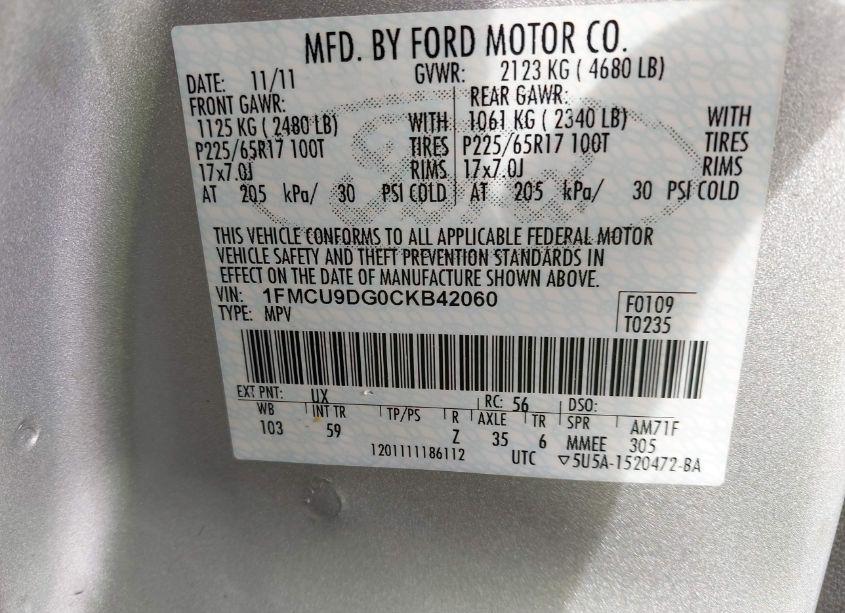 MFD. BY FORD MOTOR CO.
DATE: 11/11 GVWR: 2123 KG ( 4680 LB)
FRONT GAWR: REAR GAWR:
1125 KG ( 2480 LB) WITH 1061 KG ( 2340 LB) WITH
P225/65R17 100T TIRES P225/65R17 100T TIRES
17x7.0J RIMS 17x7.0J RIMS
AT 205 kPa/ 30 PSI COLD AT 205 kPa/ 30 PSI COLD
THIS VEHICLE CONFORMS TO ALL APPLICABLE FEDERAL MOTOR
VEHICLE SAFETY AND THEFT PREVENTION STANDARDS IN
EFFECT ON THE DATE OF MANUFACTURE SHOWN ABOVE.
VIN: 1FMCU9DG0CKB42060 F0109
TYPE: MPV T0235
EXT PNT: UX RC: 56 DSO:
WB INT TR TP/PS R AXLE TR SPR AM71F
103 59 Z 35 6 MMEE 305
1201111186112 UTC ▽5U5A-1520472-BA